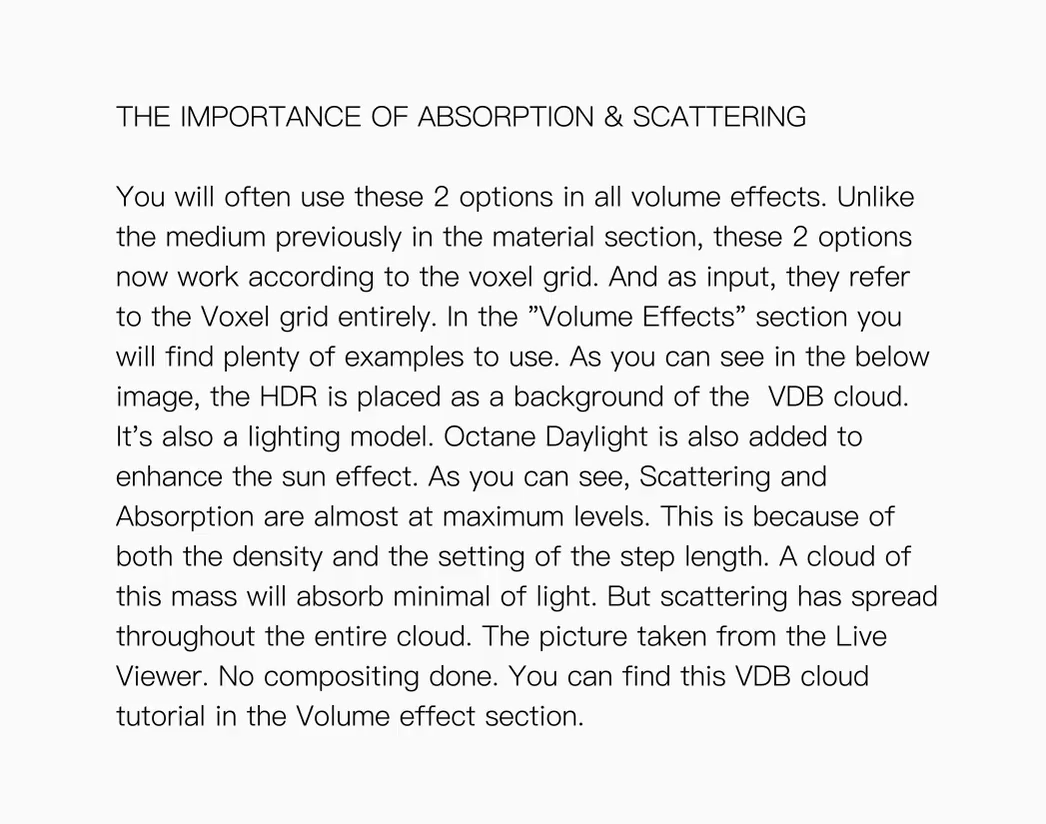 THE IMPORTANCE OF ABSORPTION & SCATTERING
You will often use these 2 options in all volume effects. Unlike
the medium previously in the material section, these 2 options
now work according to the voxel grid. And as input, they refer
to the Voxel grid entirely. In the ”Volume Effects” section you
will find plenty of examples to use. As you can see in the below
image, the HDR is placed as a background of the  VDB cloud.
It’s also a lighting model. Octane Daylight is also added to
enhance the sun effect. As you can see, Scattering and
Absorption are almost at maximum levels. This is because of
both the density and the setting of the step length. A cloud of
this mass will absorb minimal of light. But scattering has spread
throughout the entire cloud. The picture taken from the Live
Viewer. No compositing done. You can find this VDB cloud
tutorial in the Volume effect section.